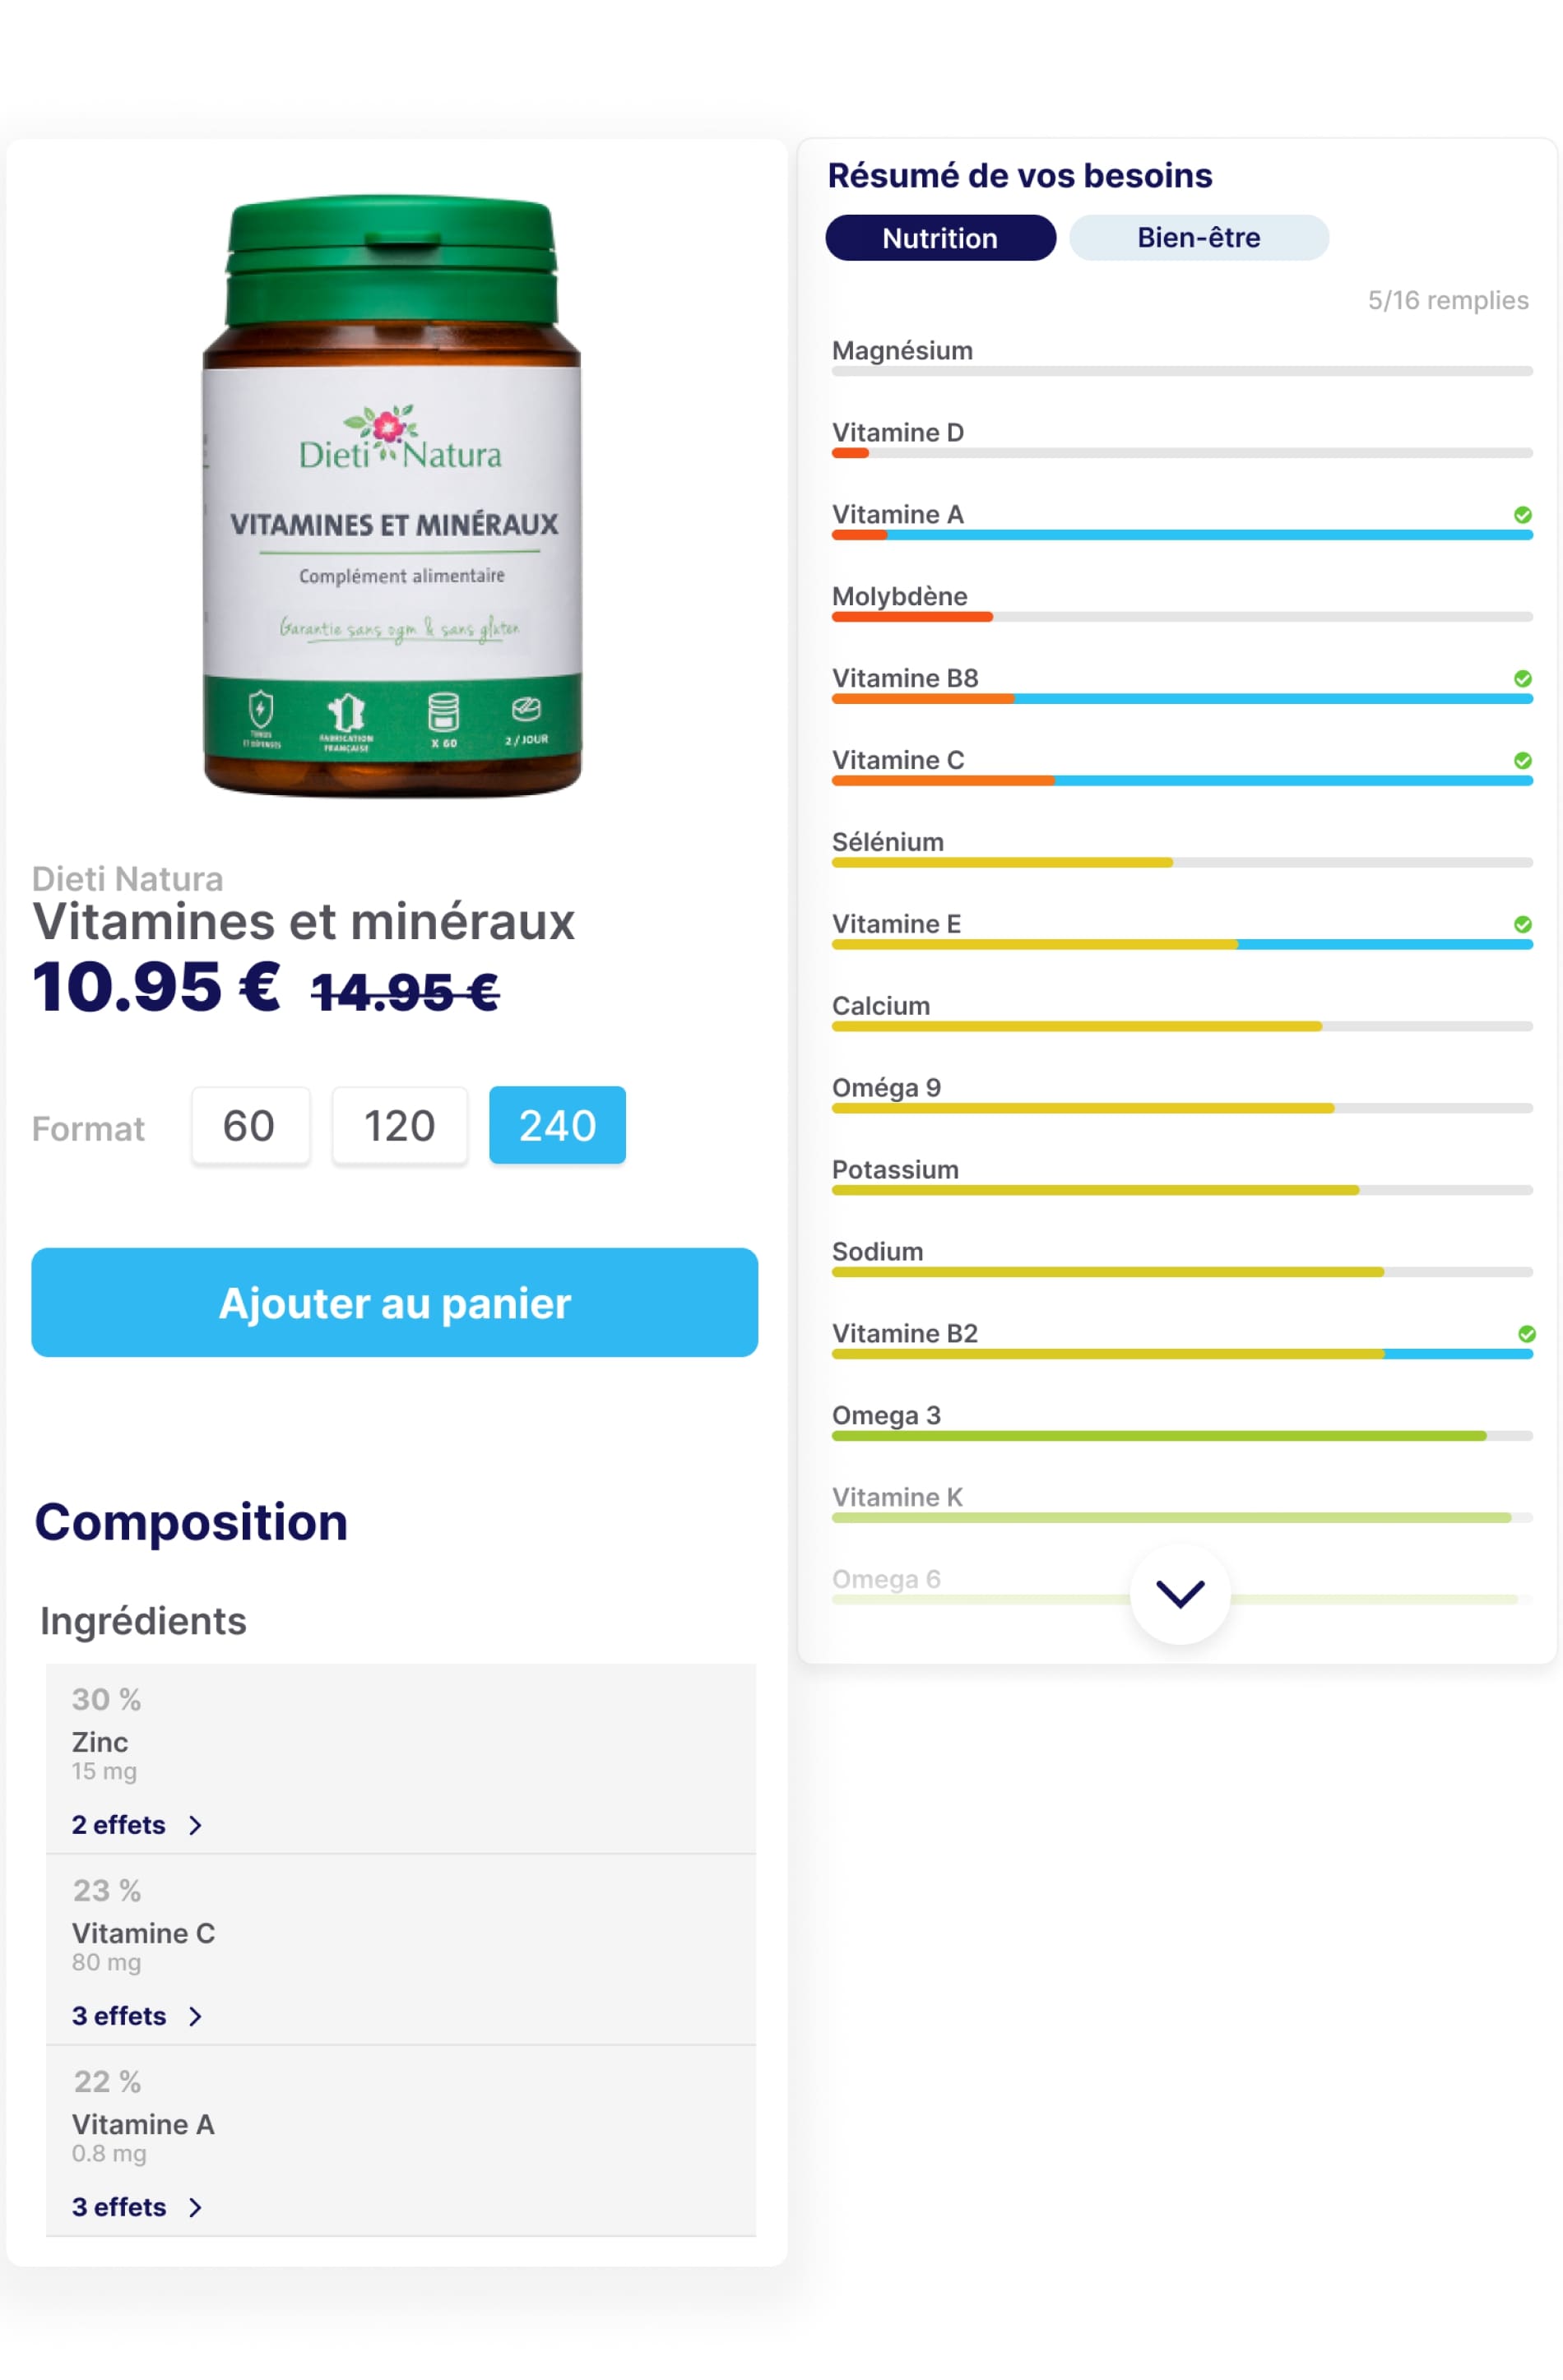 Dieti Natura
VITAMINES ET MINÉRAUX
Complément alimentaire
Garantie sans ogm & sans gluten
TONUS
ET DÉFENSES
FABRICATION
FRANÇAISE
X 60
2 / JOUR
Dieti Natura
Vitamines et minéraux
10.95 € 14.95 €
Format 60 120 240
Ajouter au panier
Composition
Ingrédients
30 %
Zinc
15 mg
2 effets
23 %
Vitamine C
80 mg
3 effets
22 %
Vitamine A
0.8 mg
3 effets
Résumé de vos besoins
Nutrition Bien-être
5/16 remplies
Magnésium
Vitamine D
Vitamine A
Molybdène
Vitamine B8
Vitamine C
Sélénium
Vitamine E
Calcium
Oméga 9
Potassium
Sodium
Vitamine B2
Omega 3
Vitamine K
Omega 6